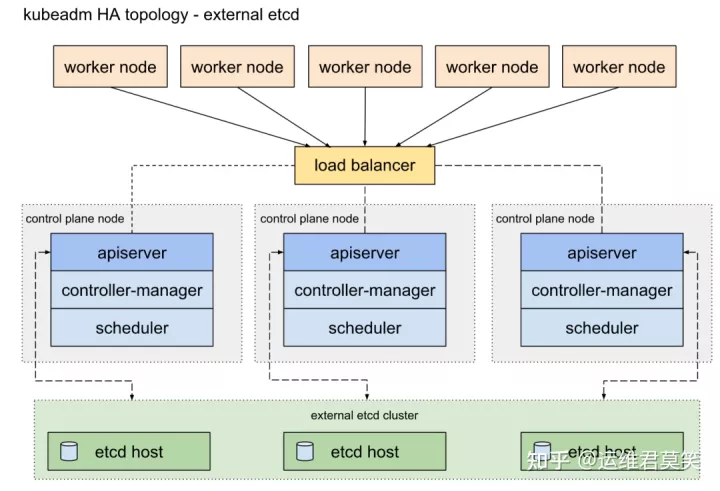 kubeadm HA topology - external etcd
worker node
worker node
worker node
worker node
worker node
load balancer
control plane node
control plane node
control plane node
apiserver
apiserver
apiserver
controller-manager
controller-manager
controller-manager
scheduler
scheduler
scheduler
external etcd cluster
etcd host
etcd host
etcd host
知乎 @运维君莫笑